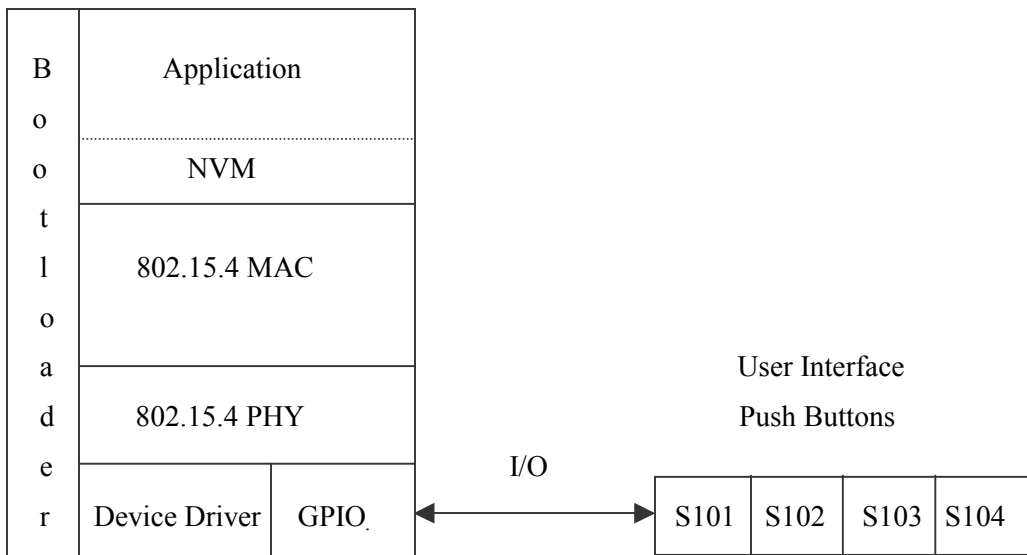 Bootloader
Application
NVM
802.15.4 MAC
802.15.4 PHY
Device Driver
GPIO
I/O
User Interface
Push Buttons
S101
S102
S103
S104